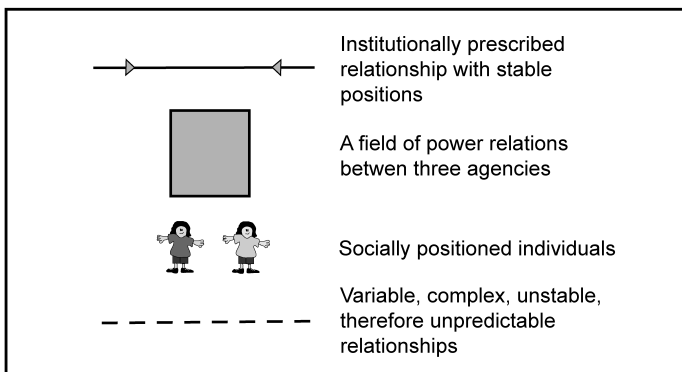 Institutionally prescribed
relationship with stable
positions
A field of power relations
betwen three agencies
Socially positioned individuals
Variable, complex, unstable,
therefore unpredictable
relationships